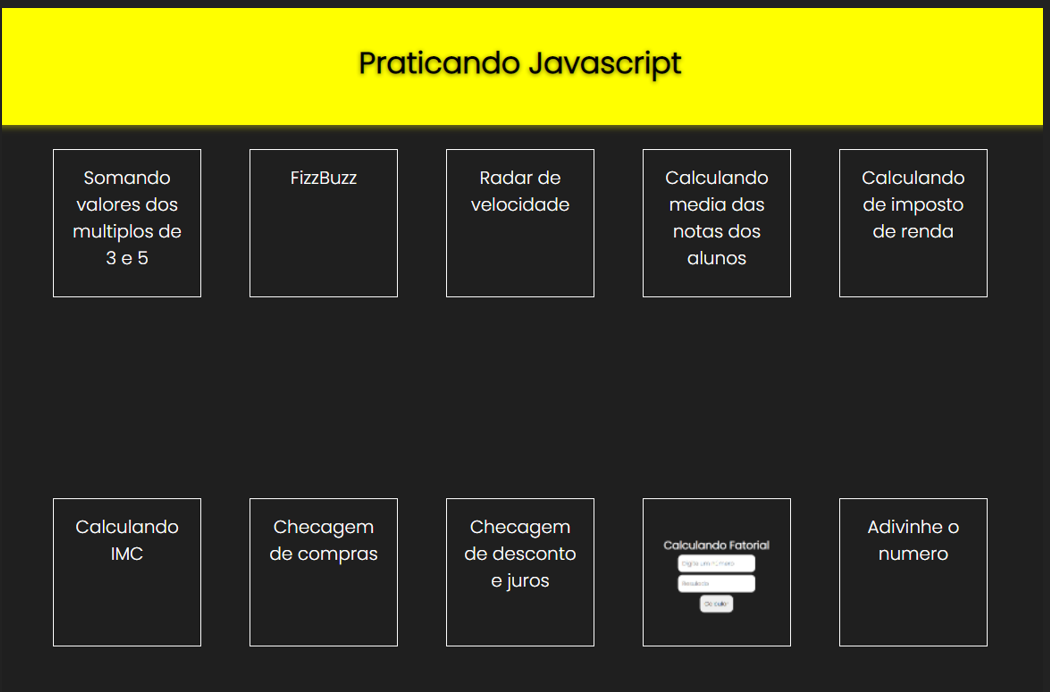 Praticando Javascript
Somando
valores dos
multiplos de
3 e 5
FizzBuzz
Radar de
velocidade
Calculando
media das
notas dos
alunos
Calculando
de imposto
de renda
Calculando
IMC
Checagem
de compras
Checagem
de desconto
e juros
Calculando Fatorial
Digite um numero
Resultado
Calcular
Adivinhe o
numero